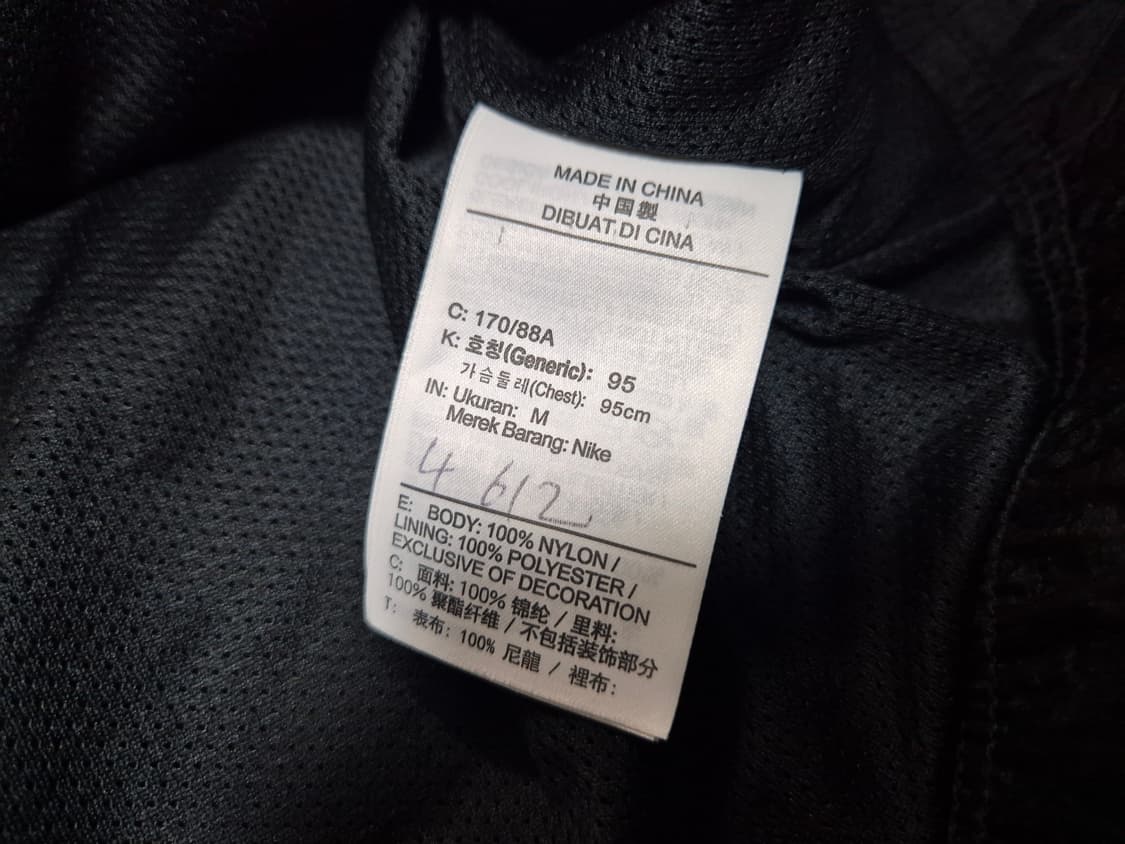 MADE IN CHINA
中国製
DIBUAT DI CINA
C: 170/88A
K: 호칭(Generic): 95
가슴둘레(Chest): 95cm
IN: Ukuran: M
Merek Barang: Nike
4 612
E: BODY: 100% NYLON /
LINING: 100% POLYESTER /
EXCLUSIVE OF DECORATION
C: 面料: 100% 锦纶 / 里料:
100% 聚酯纤维 / 不包括装饰部分
T: 表布: 100% 尼龍 / 裡布: